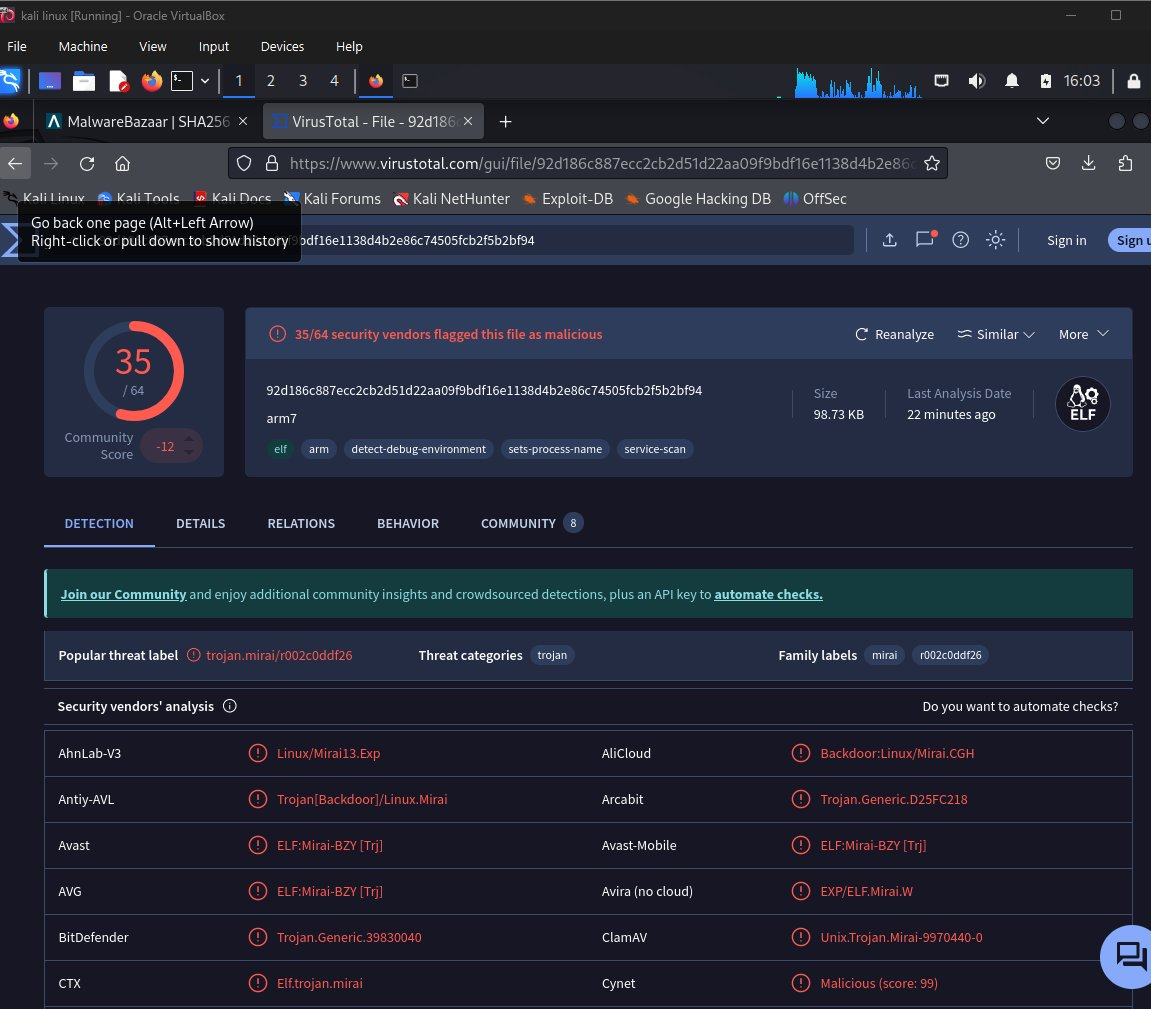 kali linux [Running] - Oracle VirtualBox
File Machine View Input Devices Help
1 2 3 4 16:03
MalwareBazaar | SHA256 VirusTotal - File - 92d186c
https://www.virustotal.com/gui/file/92d186c887ecc2cb2d51d22aa09f9bdf16e1138d4b2e86c
Kali Linux Kali Tools Kali Docs Kali Forums Kali NetHunter Exploit-DB Google Hacking DB OffSec
Go back one page (Alt+Left Arrow)
Right-click or pull down to show history
9bdf16e1138d4b2e86c74505fcb2f5b2bf94 Sign in Sign u
35/64 security vendors flagged this file as malicious Reanalyze Similar More
35
/ 64
Community
Score
-12
92d186c887ecc2cb2d51d22aa09f9bdf16e1138d4b2e86c74505fcb2f5b2bf94
arm7
Size
98.73 KB
Last Analysis Date
22 minutes ago
ELF
elf arm detect-debug-environment sets-process-name service-scan
DETECTION DETAILS RELATIONS BEHAVIOR COMMUNITY 8
Join our Community and enjoy additional community insights and crowdsourced detections, plus an API key to automate checks.
Popular threat label trojan.mirai/r002c0ddf26 Threat categories trojan Family labels mirai r002c0ddf26
Security vendors' analysis Do you want to automate checks?
AhnLab-V3 Linux/Mirai13.Exp AliCloud Backdoor:Linux/Mirai.CGH
Antiy-AVL Trojan[Backdoor]/Linux.Mirai Arcabit Trojan.Generic.D25FC218
Avast ELF:Mirai-BZY [Trj] Avast-Mobile ELF:Mirai-BZY [Trj]
AVG ELF:Mirai-BZY [Trj] Avira (no cloud) EXP/ELF.Mirai.W
BitDefender Trojan.Generic.39830040 ClamAV Unix.Trojan.Mirai-9970440-0
CTX Elf.trojan.mirai Cynet Malicious (score: 99)